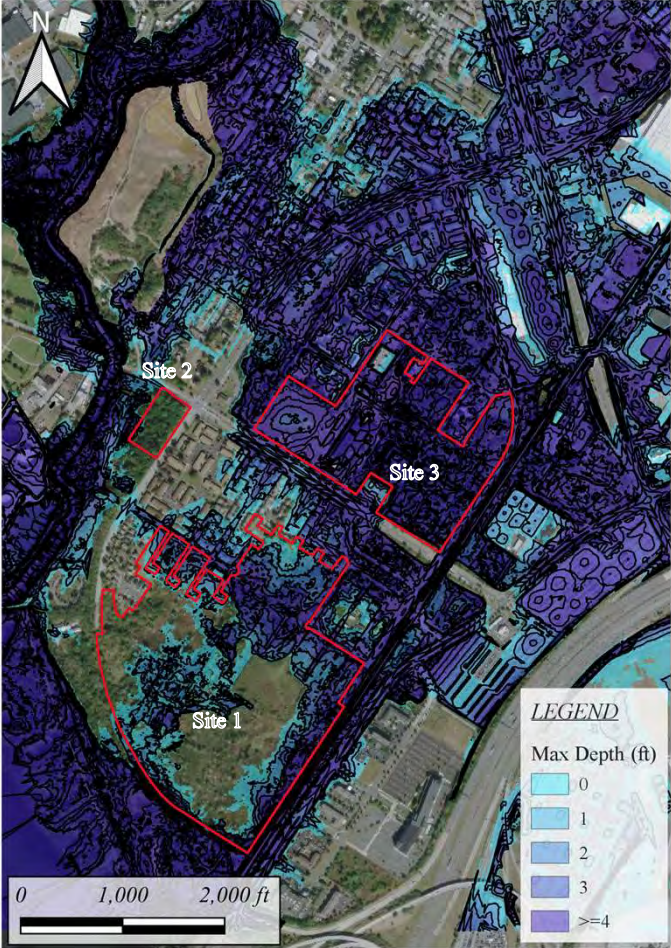 N
Site 2
Site 3
Site 1
LEGEND
Max Depth (ft)
0
1
2
3
>=4
0 1,000 2,000 ft